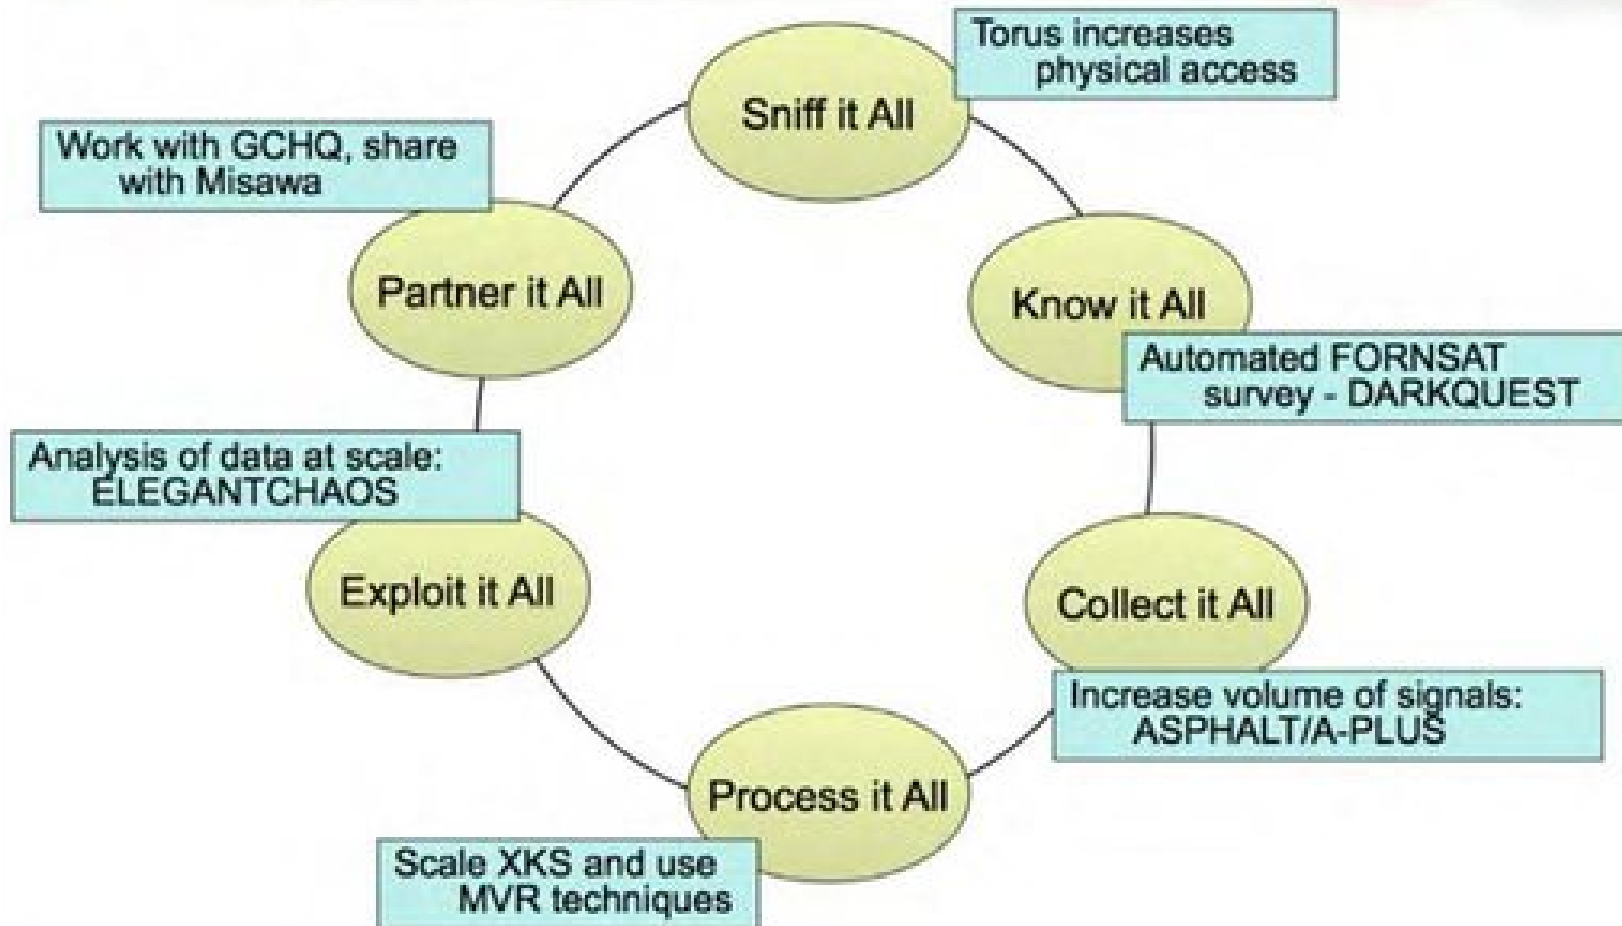 Sniff it All
Torus increases
physical access
Know it All
Automated FORNSAT
survey - DARKQUEST
Collect it All
Increase volume of signals:
ASPHALT/A-PLUS
Process it All
Scale XKS and use
MVR techniques
Exploit it All
Analysis of data at scale:
ELEGANTCHAOS
Partner it All
Work with GCHQ, share
with Misawa